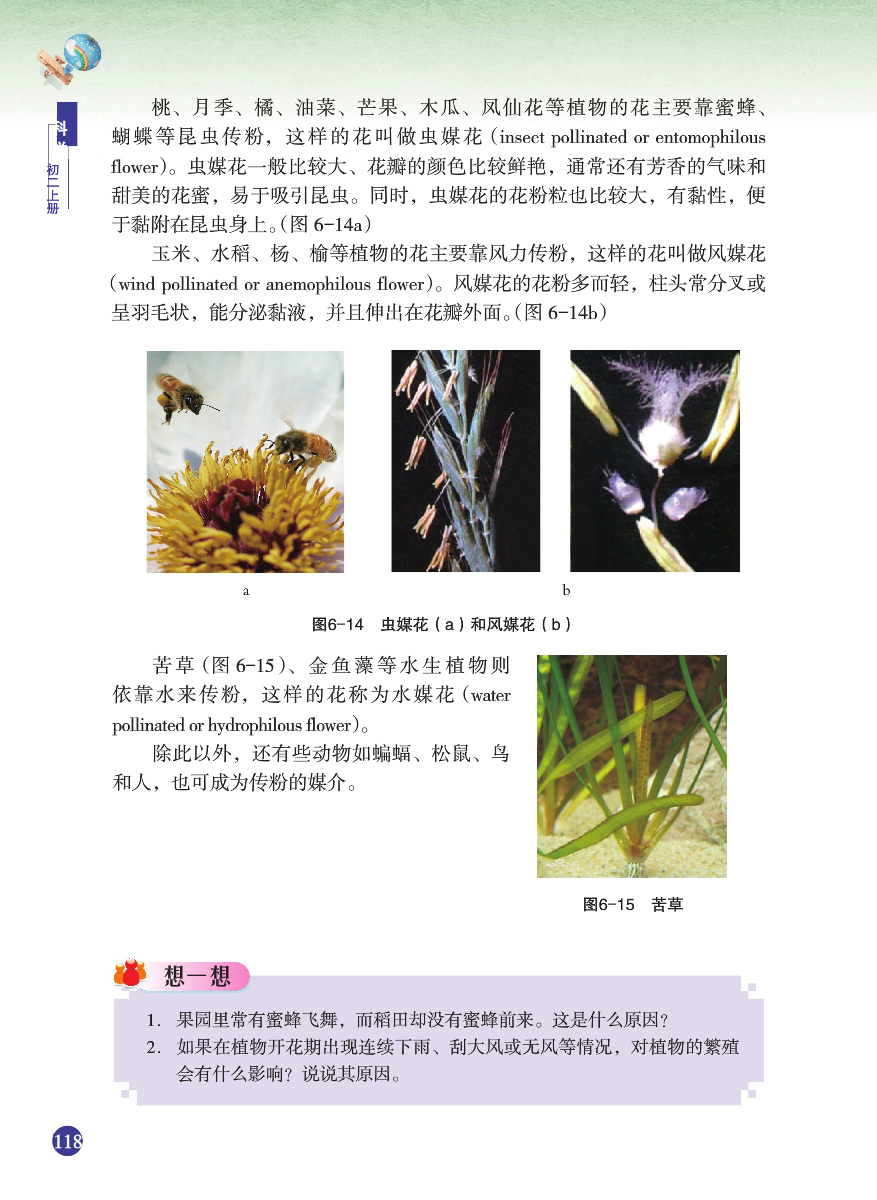 科
初二上册
桃、月季、橘、油菜、芒果、木瓜、凤仙花等植物的花主要靠蜜蜂、
蝴蝶等昆虫传粉，这样的花叫做虫媒花（insect pollinated or entomophilous
flower）。虫媒花一般比较大、花瓣的颜色比较鲜艳，通常还有芳香的气味和
甜美的花蜜，易于吸引昆虫。同时，虫媒花的花粉粒也比较大，有黏性，便
于黏附在昆虫身上。（图 6-14a）
玉米、水稻、杨、榆等植物的花主要靠风力传粉，这样的花叫做风媒花
（wind pollinated or anemophilous flower）。风媒花的花粉多而轻，柱头常分叉或
呈羽毛状，能分泌黏液，并且伸出在花瓣外面。（图 6-14b）
a
b
图6-14 虫媒花（a）和风媒花（b）
苦草（图 6-15）、金鱼藻等水生植物则
依靠水来传粉，这样的花称为水媒花（water
pollinated or hydrophilous flower）。
除此以外，还有些动物如蝙蝠、松鼠、鸟
和人，也可成为传粉的媒介。
图6-15 苦草
想一想
1. 果园里常有蜜蜂飞舞，而稻田却没有蜜蜂前来。这是什么原因？
2. 如果在植物开花期出现连续下雨、刮大风或无风等情况，对植物的繁殖
会有什么影响？说说其原因。
118